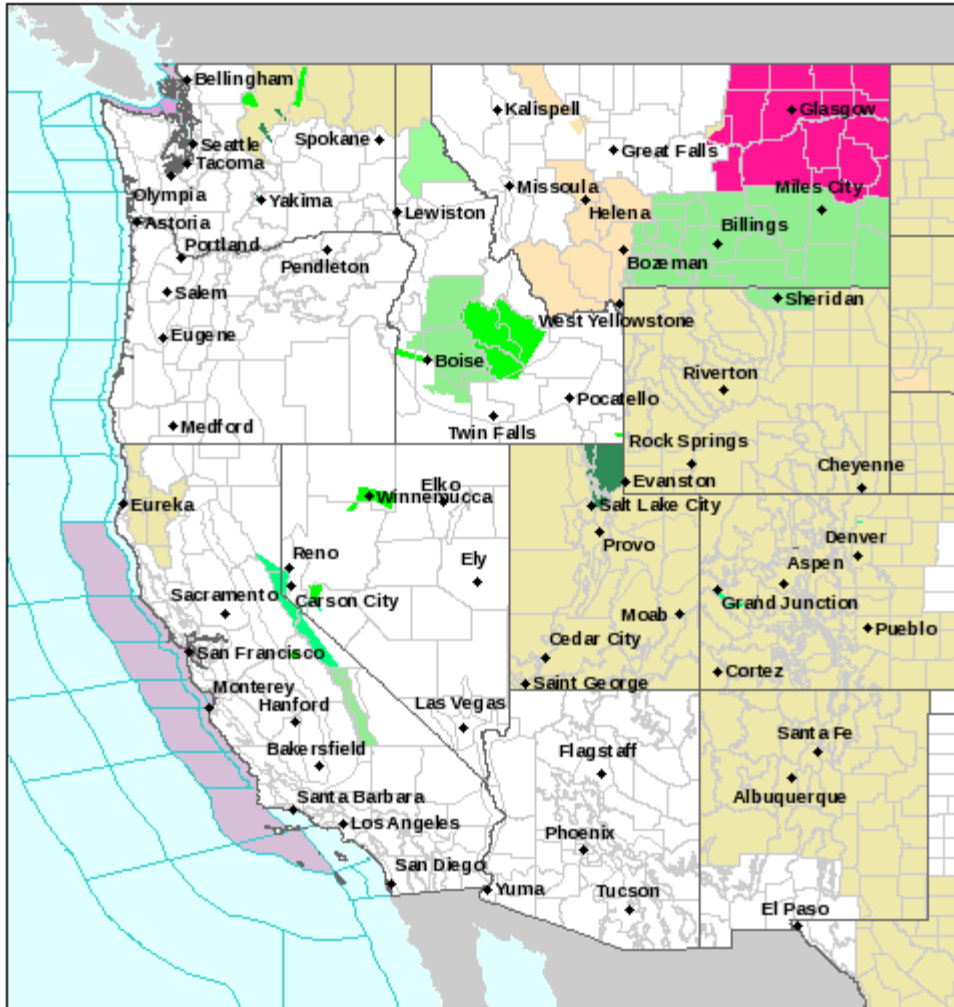 Bellingham
Kalispell
Glasgow
Seattle
Spokane
Great Falls
Tacoma
Olympia
Missoula
Miles City
Yakima
Helena
Astoria
Lewiston
Billings
Portland
Bozeman
Pendleton
Salem
Sheridan
West Yellowstone
Eugene
Boise
Riverton
Pocatello
Medford
Twin Falls
Rock Springs
Cheyenne
Elko
Evanston
Winnemucca
Eureka
Salt Lake City
Provo
Denver
Reno
Ely
Aspen
Sacramento
Carson City
Grand Junction
Moab
Pueblo
Cedar City
San Francisco
Cortez
Saint George
Monterey
Hanford
Las Vegas
Santa Fe
Bakersfield
Flagstaff
Albuquerque
Santa Barbara
Los Angeles
Phoenix
San Diego
Yuma
Tucson
El Paso